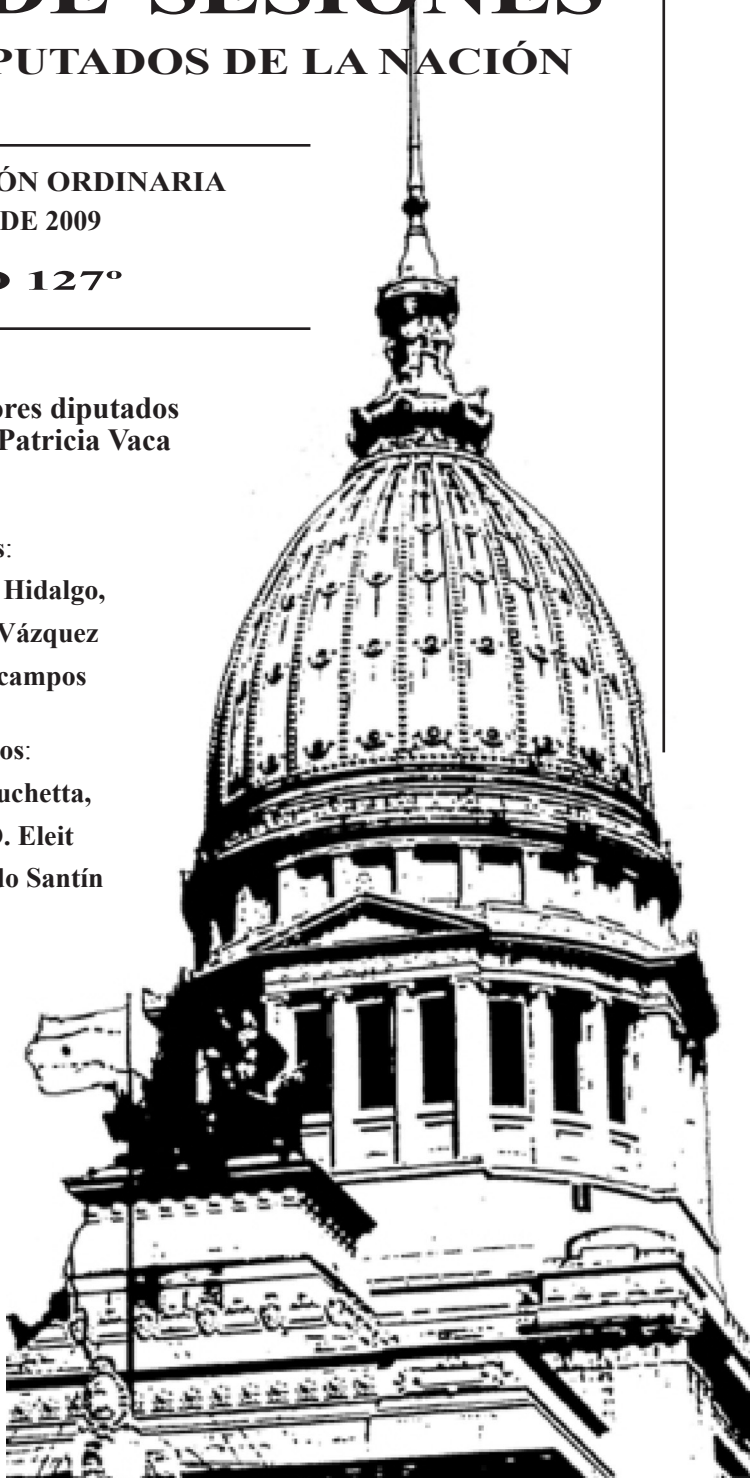 DE SESIONES
PUTADOS DE LA NACIÓN
ÓN ORDINARIA
DE 2009
O 127º
ores diputados
Patricia Vaca
s:
Hidalgo,
Vázquez
campos
os:
uchetta,
O. Eleit
do Santín